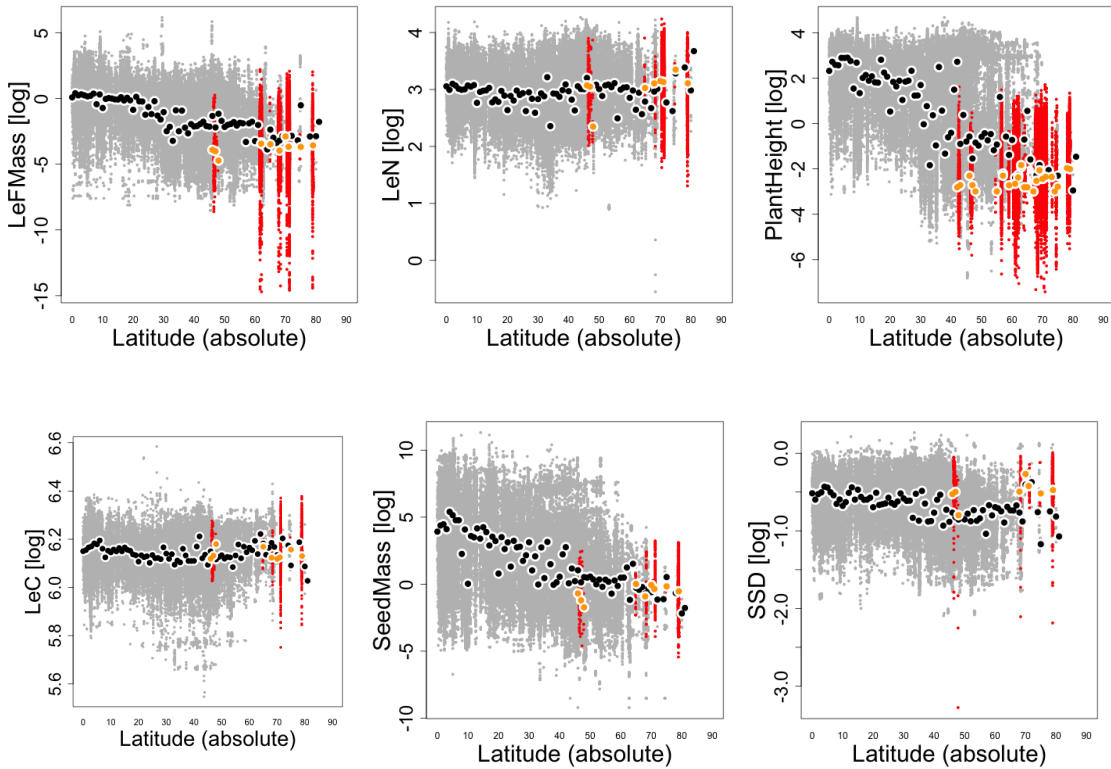 LeFMass [log]
5
0
-5
-10
-15
0 10 20 30 40 50 60 70 80 90
Latitude (absolute)
LeN [log]
4
3
2
1
0
0 10 20 30 40 50 60 70 80 90
Latitude (absolute)
PlantHeight [log]
4
2
0
-2
-4
-6
0 10 20 30 40 50 60 70 80 90
Latitude (absolute)
LeC [log]
6.6
6.4
6.2
6.0
5.8
5.6
0 10 20 30 40 50 60 70 80 90
Latitude (absolute)
SeedMass [log]
10
5
0
-5
-10
0 10 20 30 40 50 60 70 80 90
Latitude (absolute)
SSD [log]
0.0
-1.0
-2.0
-3.0
0 10 20 30 40 50 60 70 80 90
Latitude (absolute)